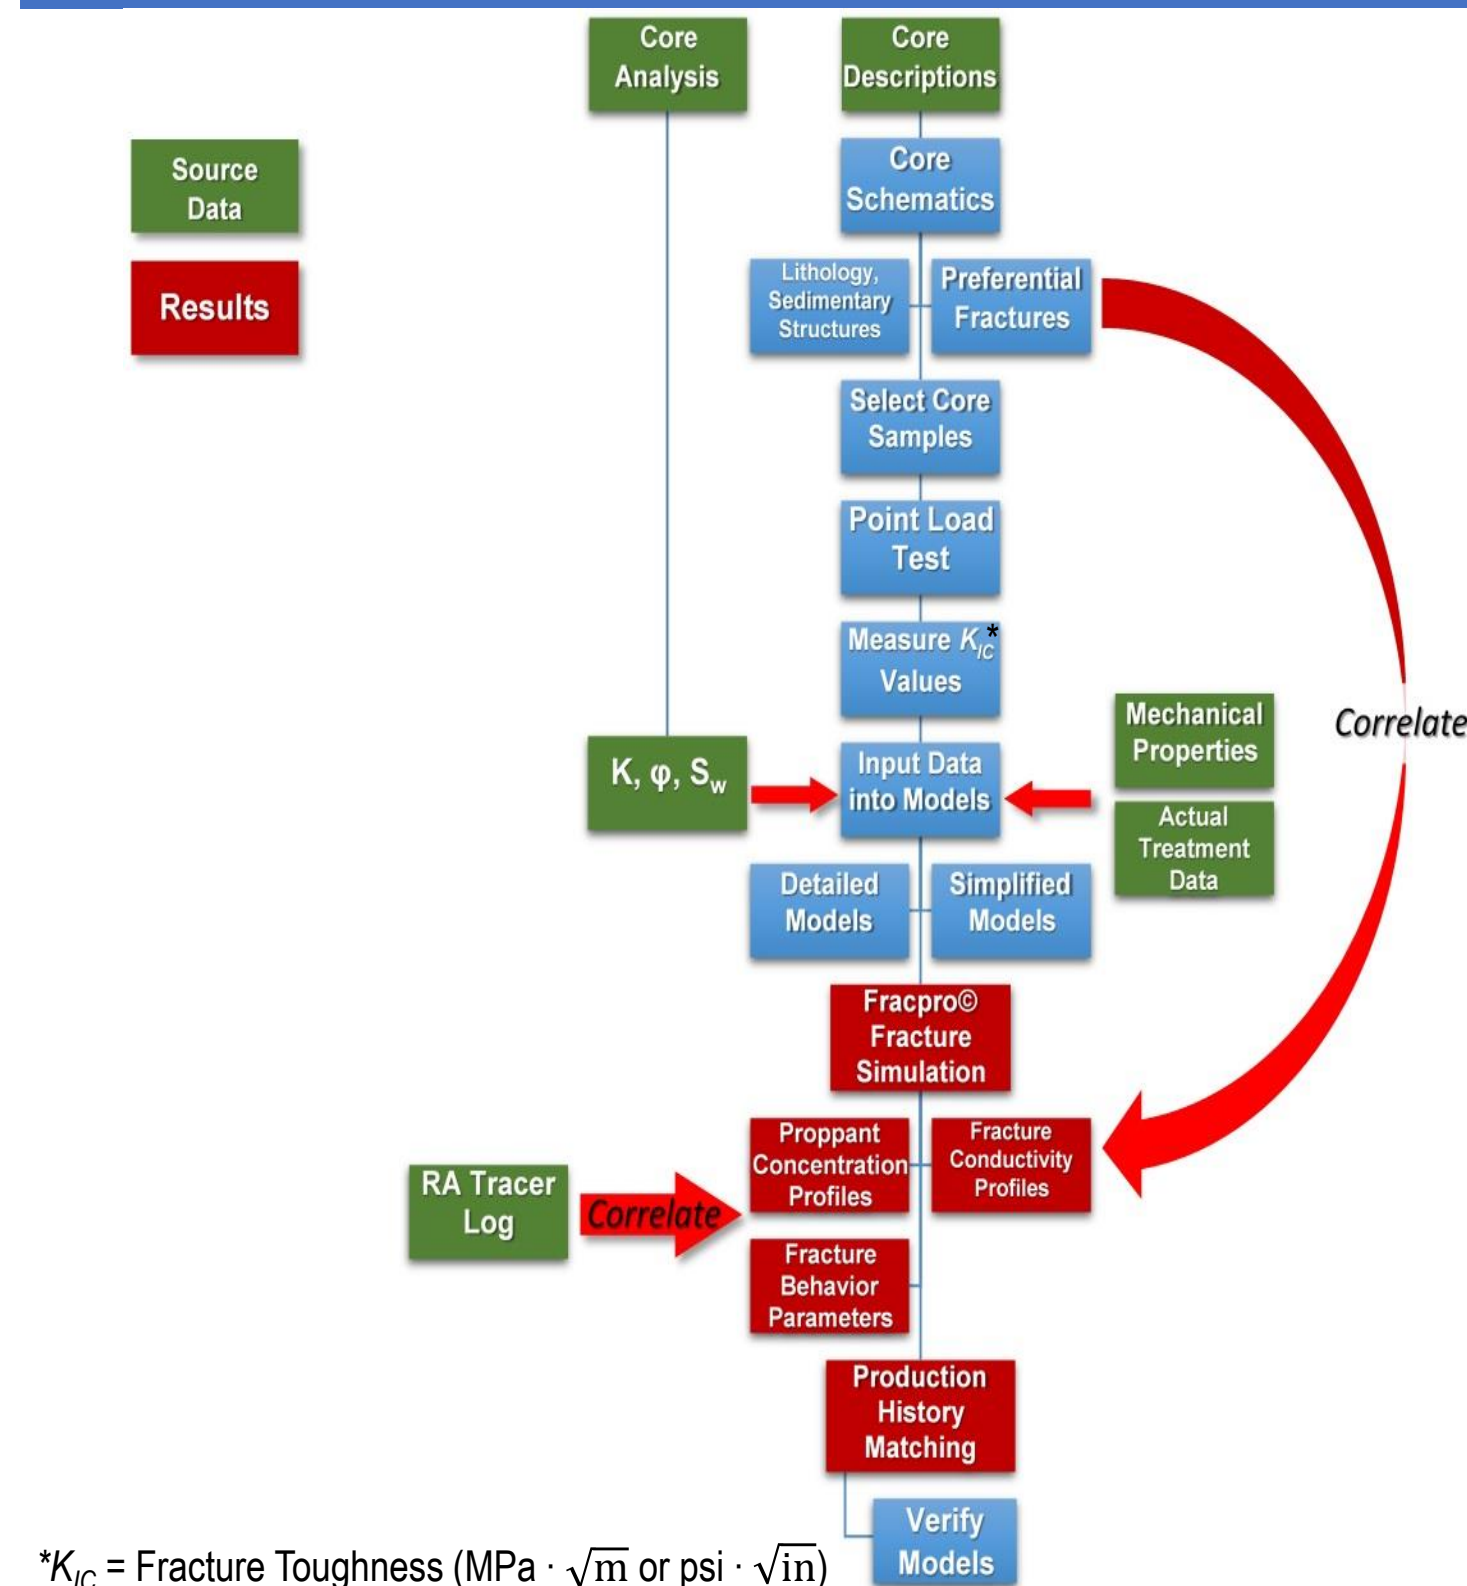 Core
Analysis
Core
Descriptions
Source
Data
Results
Core
Schematics
Lithology,
Sedimentary
Structures
Preferential
Fractures
Select Core
Samples
Point Load
Test
Measure K_IC*
Values
K, φ, S_w
Input Data
into Models
Mechanical
Properties
Actual
Treatment
Data
Correlate
Detailed
Models
Simplified
Models
Fracpro©
Fracture
Simulation
RA Tracer
Log
Correlate
Proppant
Concentration
Profiles
Fracture
Conductivity
Profiles
Fracture
Behavior
Parameters
Production
History
Matching
Verify
Models
*K_IC = Fracture Toughness (MPa · √m or psi · √in)